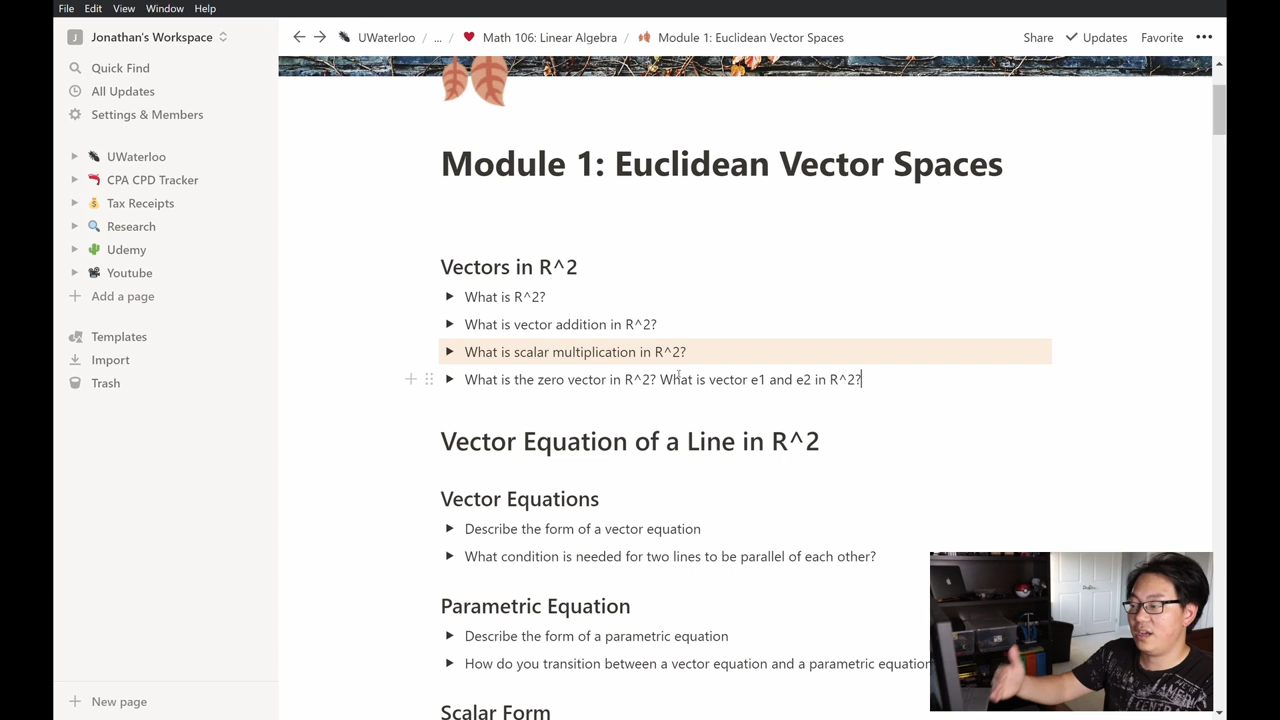 File Edit View Window Help
J Jonathan's Workspace
UWaterloo / ... / Math 106: Linear Algebra / Module 1: Euclidean Vector Spaces
Share Updates Favorite
Quick Find
All Updates
Settings & Members
UWaterloo
CPA CPD Tracker
Tax Receipts
Research
Udemy
Youtube
Add a page
Templates
Import
Trash
New page
Module 1: Euclidean Vector Spaces
Vectors in R^2
What is R^2?
What is vector addition in R^2?
What is scalar multiplication in R^2?
What is the zero vector in R^2? What is vector e1 and e2 in R^2?
Vector Equation of a Line in R^2
Vector Equations
Describe the form of a vector equation
What condition is needed for two lines to be parallel of each other?
Parametric Equation
Describe the form of a parametric equation
How do you transition between a vector equation and a parametric equation
Scalar Form